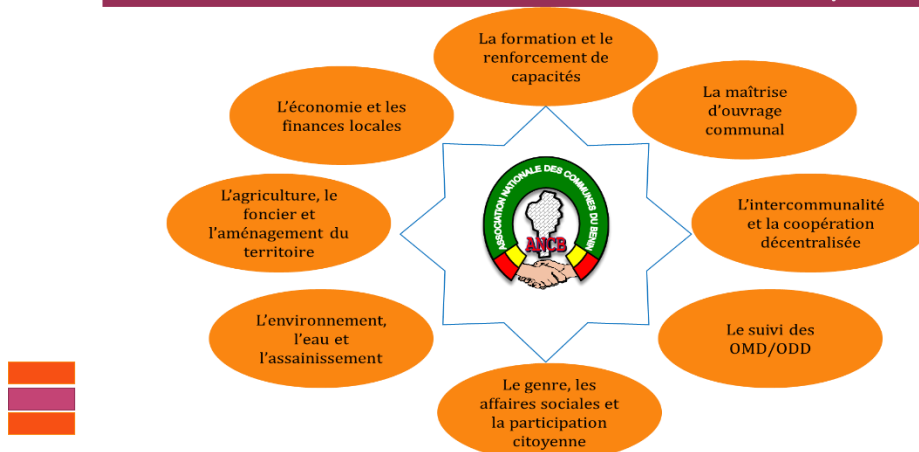 La formation et le
renforcement de
capacités
L'économie et les
finances locales
La maîtrise
d'ouvrage
communal
L'agriculture, le
foncier et
l'aménagement du
territoire
ASSOCIATION NATIONALE DES COMMUNES DU BENIN
ANCB
L'intercommunalité
et la coopération
décentralisée
L'environnement,
l'eau et
l'assainissement
Le suivi des
OMD/ODD
Le genre, les
affaires sociales et
la participation
citoyenne